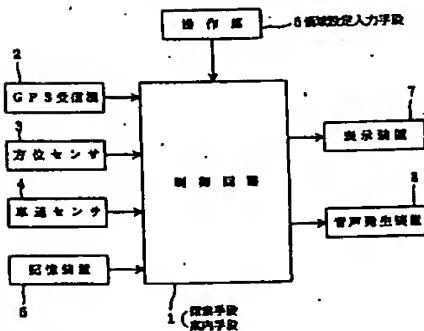 操作部
6 領域設定入力手段
2
GPS受信機
3
方位センサ
4
車速センサ
記憶装置
5
制御回路
7
表示装置
8
音声発生装置
1 探索手段
案内手段